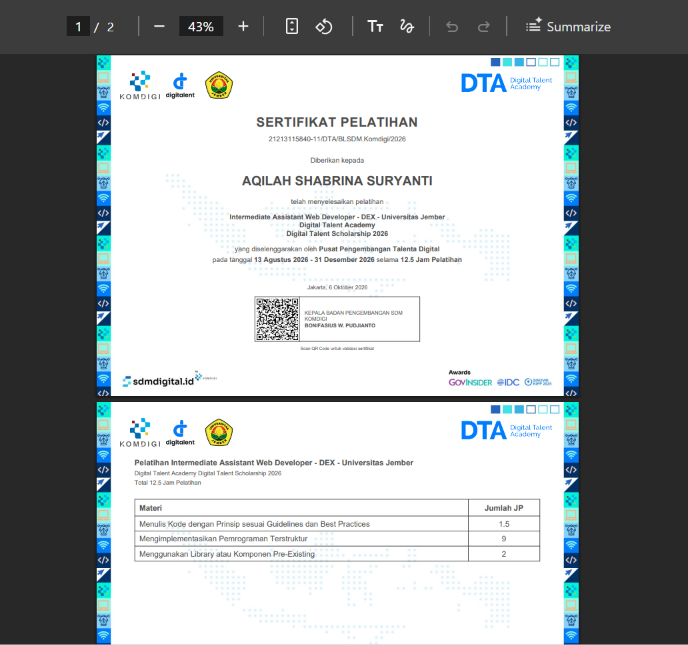 1 / 2 43% Summarize
KOMDIGI digitalent
DTA Digital Talent
Academy
SERTIFIKAT PELATIHAN
21213115840-11/DTA/BLSDM Komdigi/2026
Diberikan kepada
AQILAH SHABRINA SURYANTI
telah menyelesaikan pelatihan
Intermediate Assistant Web Developer - DEX - Universitas Jember
Digital Talent Academy
Digital Talent Scholarship 2026
yang diselenggarakan oleh Pusat Pengembangan Talenta Digital
pada tanggal 13 Agustus 2026 - 31 Desember 2026 selama 12.5 Jam Pelatihan
Jakarta, 6 Oktober 2026
KEPALA BADAN PENGEMBANGAN SDM
KOMDIGI
BONIFASIUS W. PUDJIANTO
Scan QR Code untuk validasi sertifikat
sdmdigital.id
Awards
GOVINSIDER IDC
KOMDIGI digitalent
DTA Digital Talent
Academy
Pelatihan Intermediate Assistant Web Developer - DEX - Universitas Jember
Digital Talent Academy Digital Talent Scholarship 2026
Total 12.5 Jam Pelatihan
Materi Jumlah JP
Menulis Kode dengan Prinsip sesuai Guidelines dan Best Practices 1.5
Mengimplementasikan Pemrograman Terstruktur 9
Menggunakan Library atau Komponen Pre-Existing 2